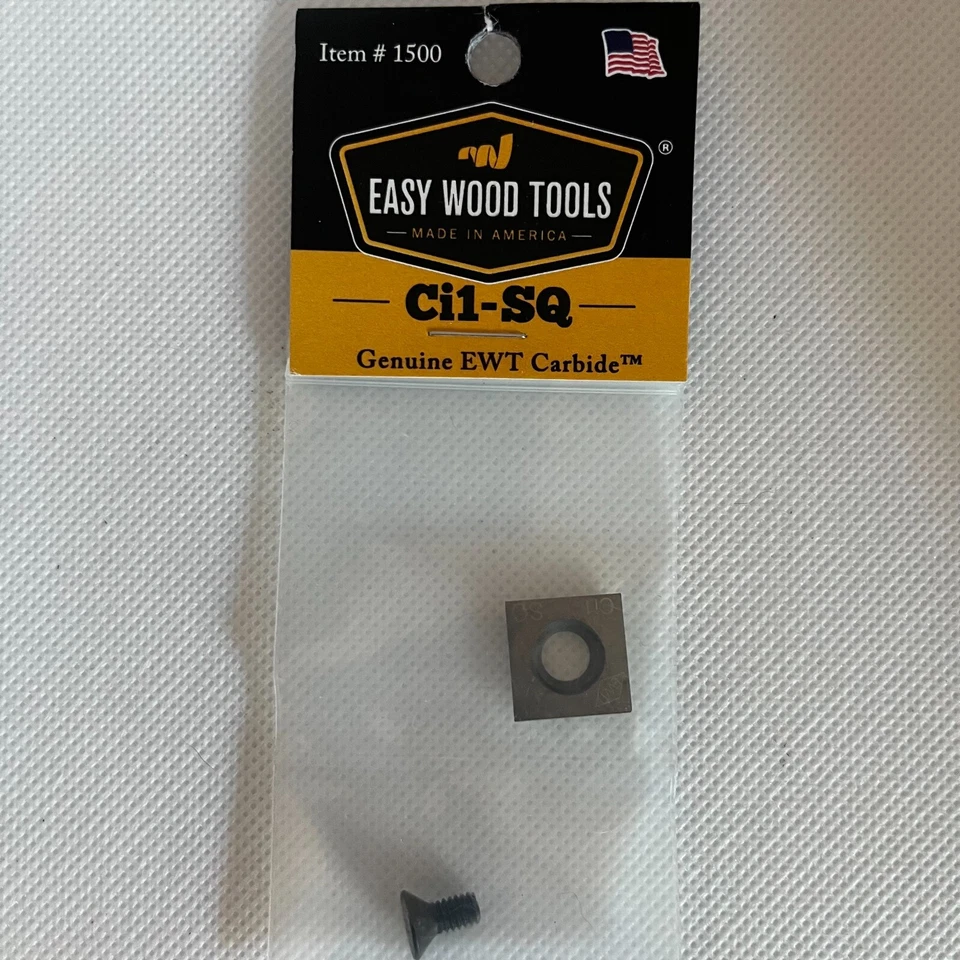 Item # 1500
®
EASY WOOD TOOLS
MADE IN AMERICA
Ci1-SQ
Genuine EWT Carbide™